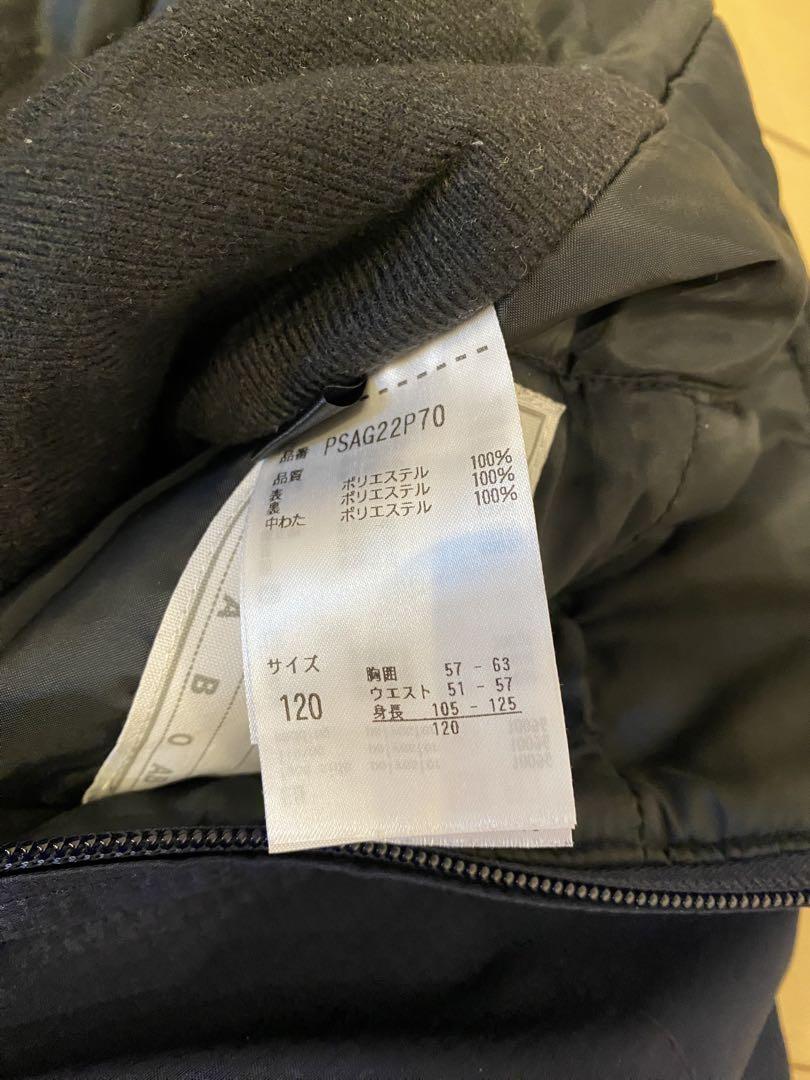 品番 PSAG22P70
品質
表 ポリエステル 100%
裏 ポリエステル 100%
中わた ポリエステル 100%
サイズ
120
胸囲 57 - 63
ウエスト 51 - 57
身長 105 - 125
120
A
B
O
AB